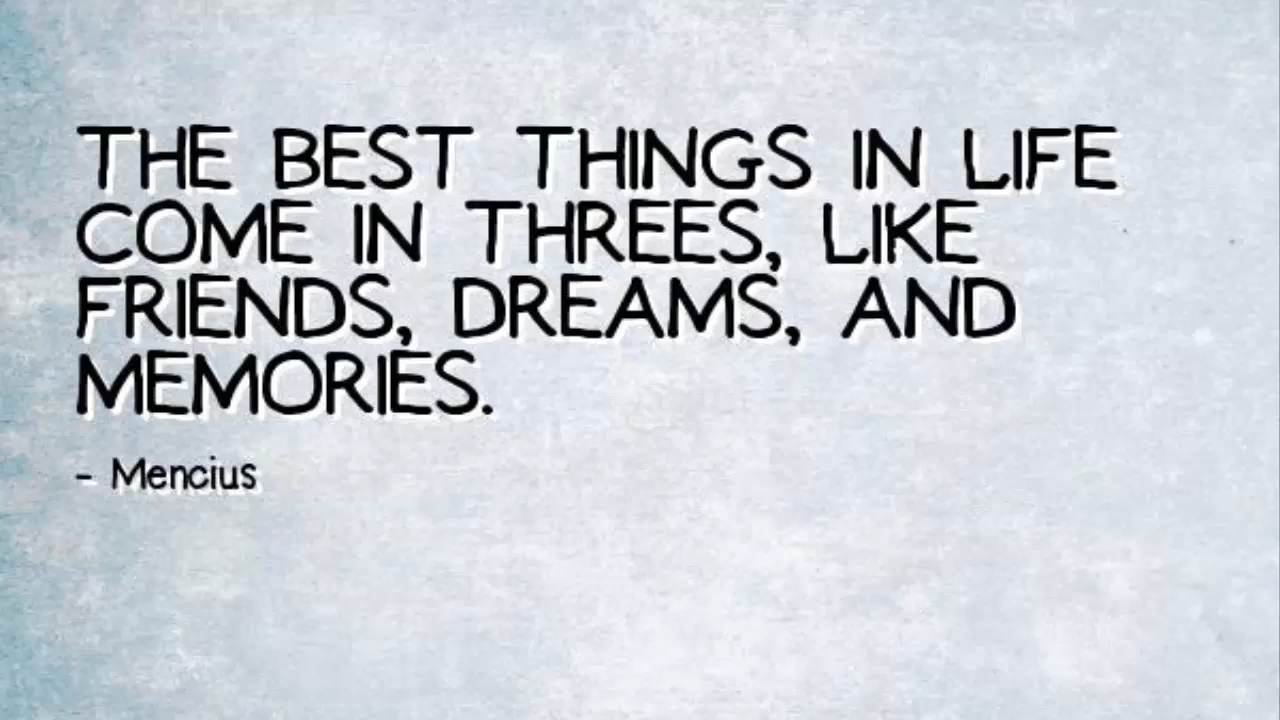 THE BEST THINGS IN LIFE
COME IN THREES, LIKE
FRIENDS, DREAMS, AND
MEMORIES.
- Mencius